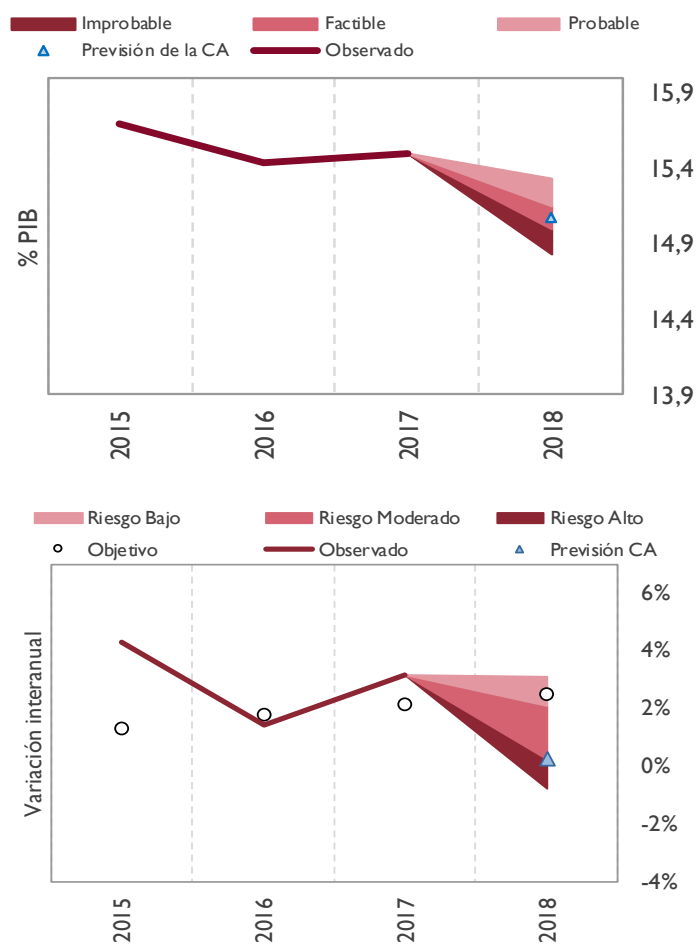 Improbable Factible Probable
Previsión de la CA Observado
15,9
15,4
14,9
14,4
13,9
% PIB
2015 2016 2017 2018
Riesgo Bajo Riesgo Moderado Riesgo Alto
Objetivo Observado Previsión CA
6%
4%
2%
0%
-2%
-4%
Variación interanual
2015 2016 2017 2018